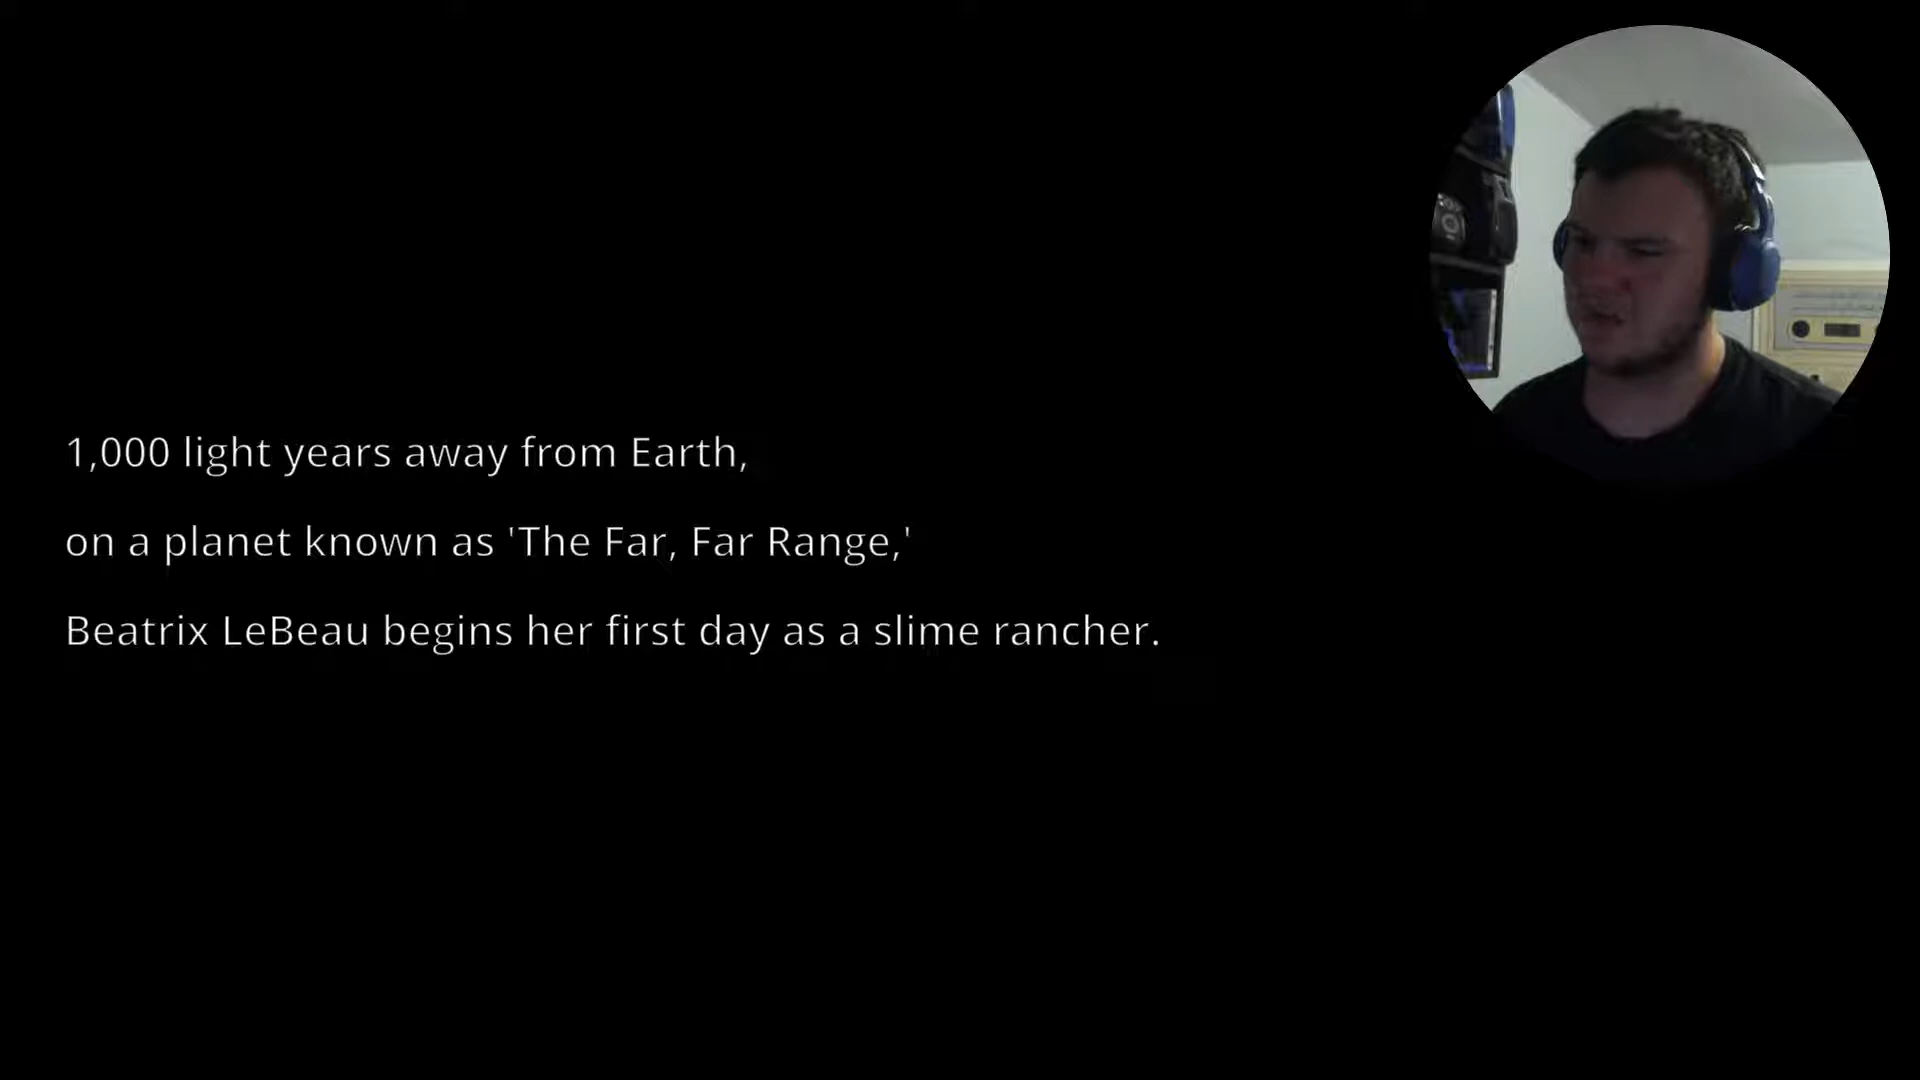 1,000 light years away from Earth,
on a planet known as 'The Far, Far Range,'
Beatrix LeBeau begins her first day as a slime rancher.